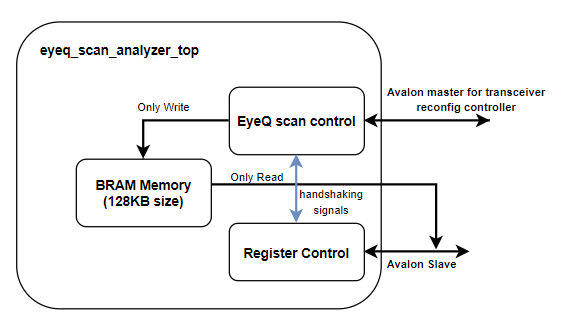 eyeq_scan_analyzer_top
Avalon master for transceiver
reconfig controller
Only Write
EyeQ scan control
BRAM Memory
(128KB size)
Only Read
handshaking
signals
Register Control
Avalon Slave